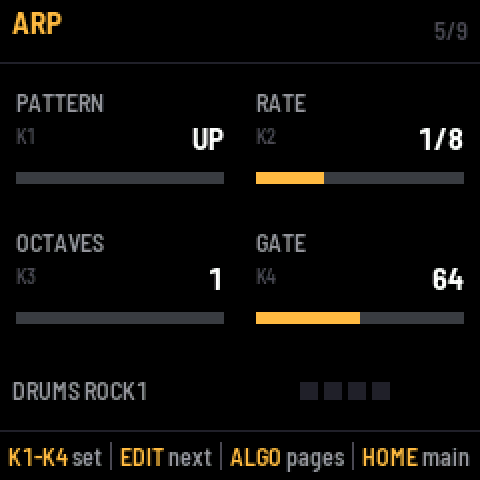 ARP 5/9
PATTERN RATE
K1 UP K2 1/8
OCTAVES GATE
K3 1 K4 64
DRUMS ROCK 1
K1-K4 set EDIT next ALGO pages HOME main